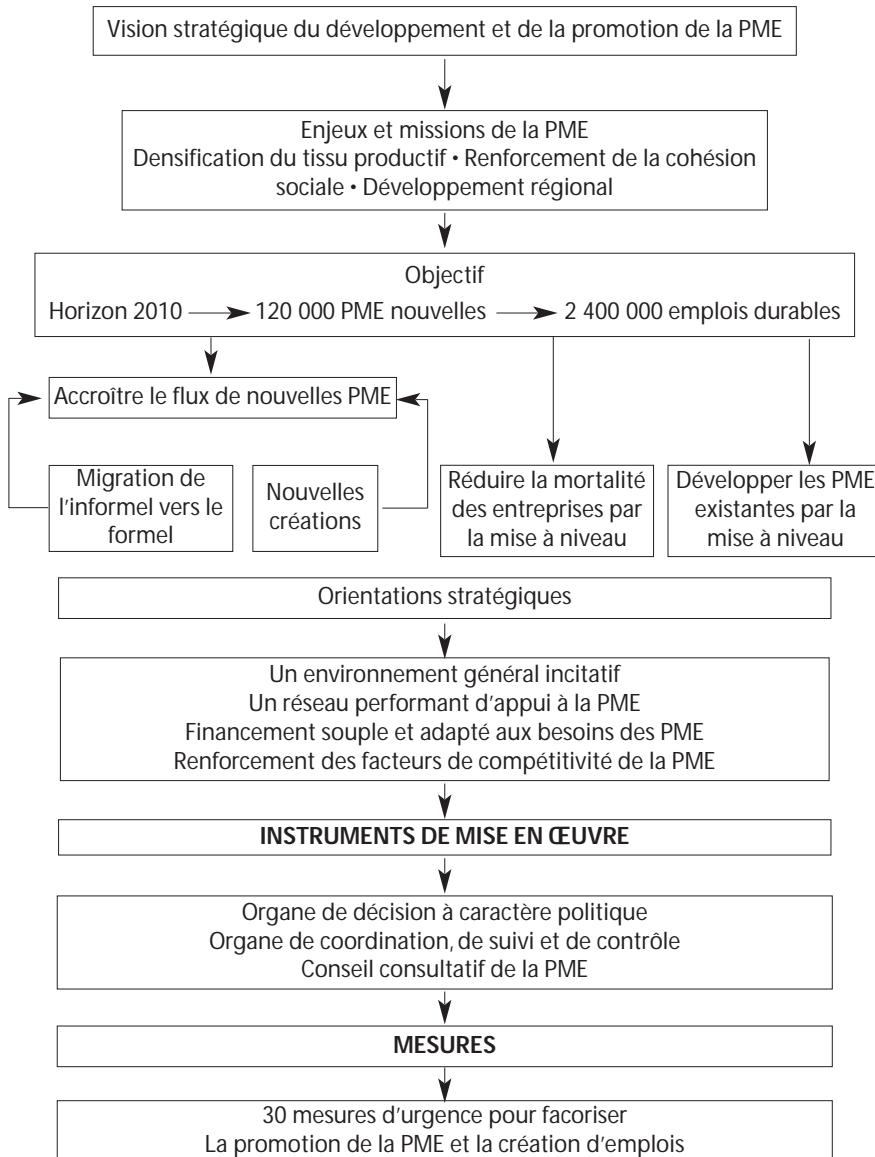 Vision stratégique du développement et de la promotion de la PME
Enjeux et missions de la PME
Densification du tissu productif • Renforcement de la cohésion
sociale • Développement régional
Objectif
Horizon 2010 → 120 000 PME nouvelles → 2 400 000 emplois durables
Accroître le flux de nouvelles PME
Migration de
l'informel vers le
formel
Nouvelles
créations
Réduire la mortalité
des entreprises par
la mise à niveau
Développer les PME
existantes par la
mise à niveau
Orientations stratégiques
Un environnement général incitatif
Un réseau performant d'appui à la PME
Financement souple et adapté aux besoins des PME
Renforcement des facteurs de compétitivité de la PME
INSTRUMENTS DE MISE EN ŒUVRE
Organe de décision à caractère politique
Organe de coordination, de suivi et de contrôle
Conseil consultatif de la PME
MESURES
30 mesures d'urgence pour facoriser
La promotion de la PME et la création d'emplois